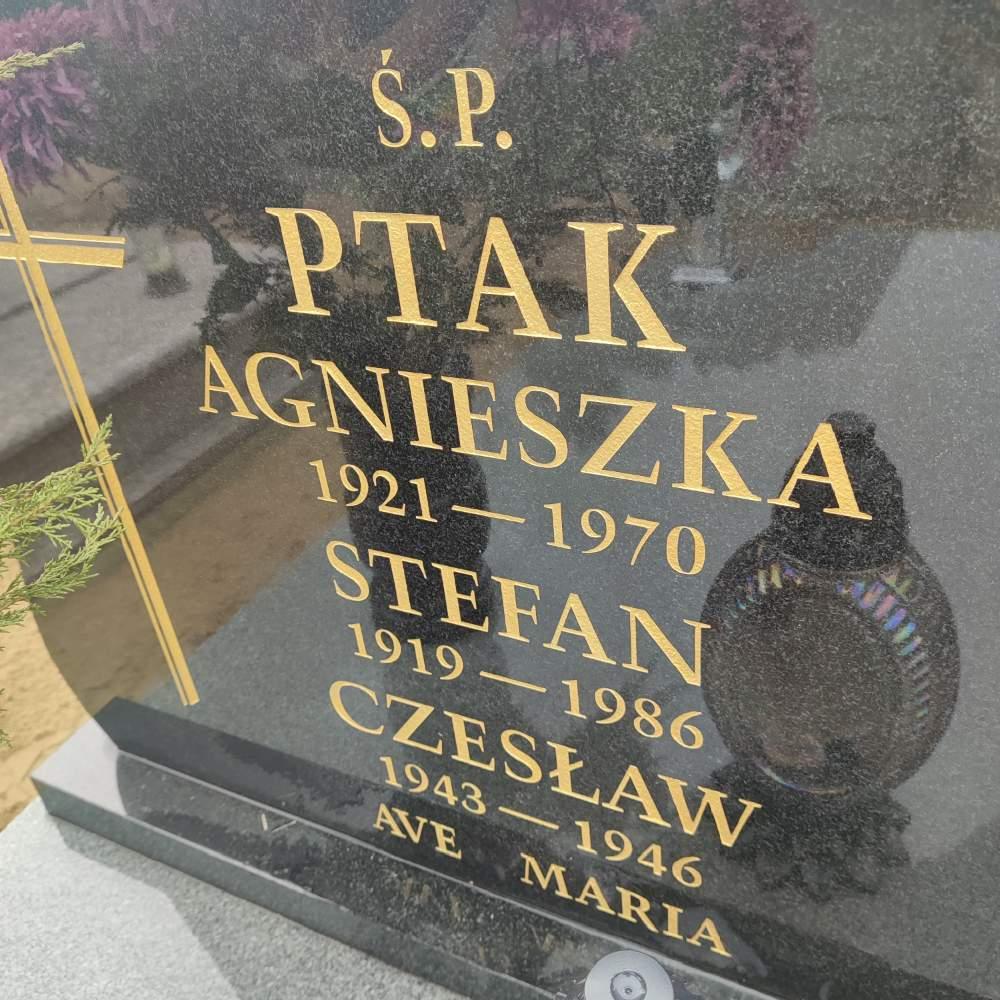 Ś.P.
PTAK
AGNIESZKA
1921 — 1970
STEFAN
1919 — 1986
CZESŁAW
1943 — 1946
AVE MARIA